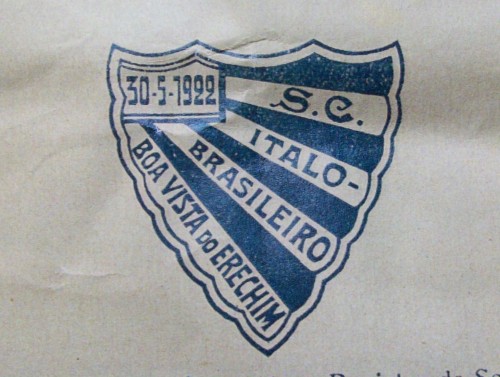 30-5-1922
S.C.
ITALO-
BRASILEIRO
BOA VISTA DO ERECHIM